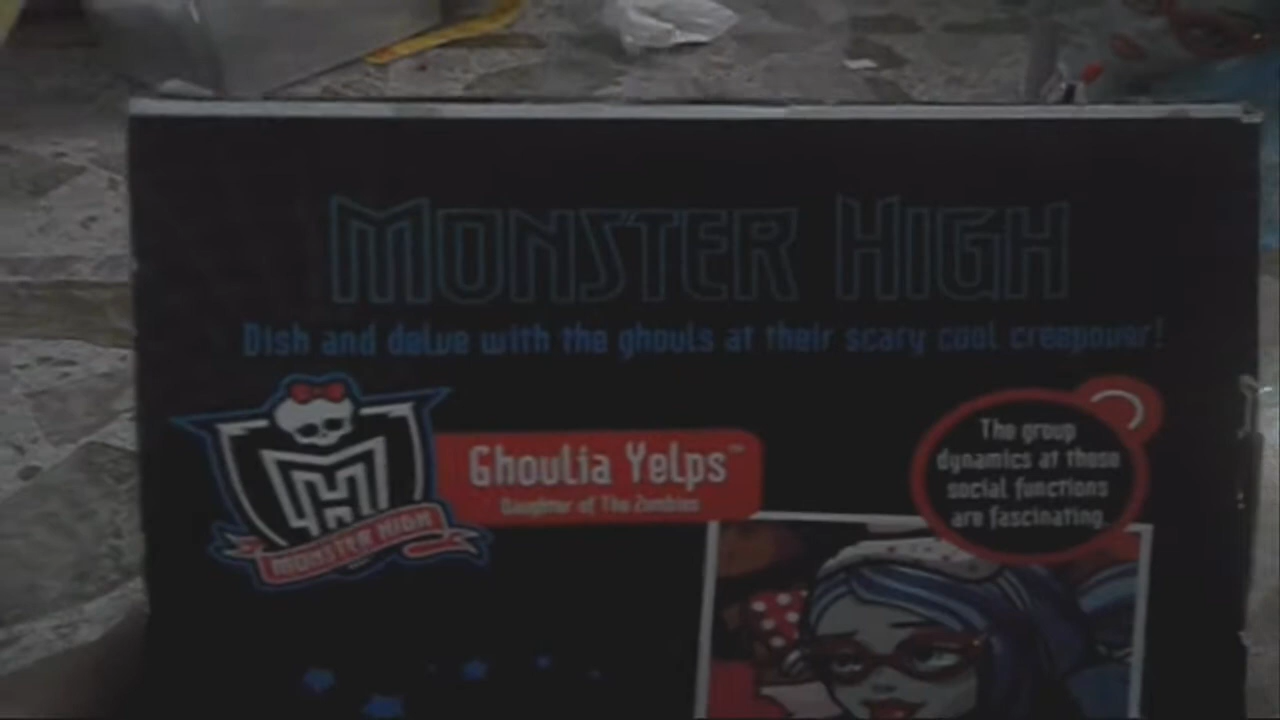 MONSTER HIGH
Dish and delve with the ghouls at their scary cool creepover!
MONSTER HIGH
Ghoulia Yelps™
Daughter of The Zombies
The group
dynamics at these
social functions
are fascinating.